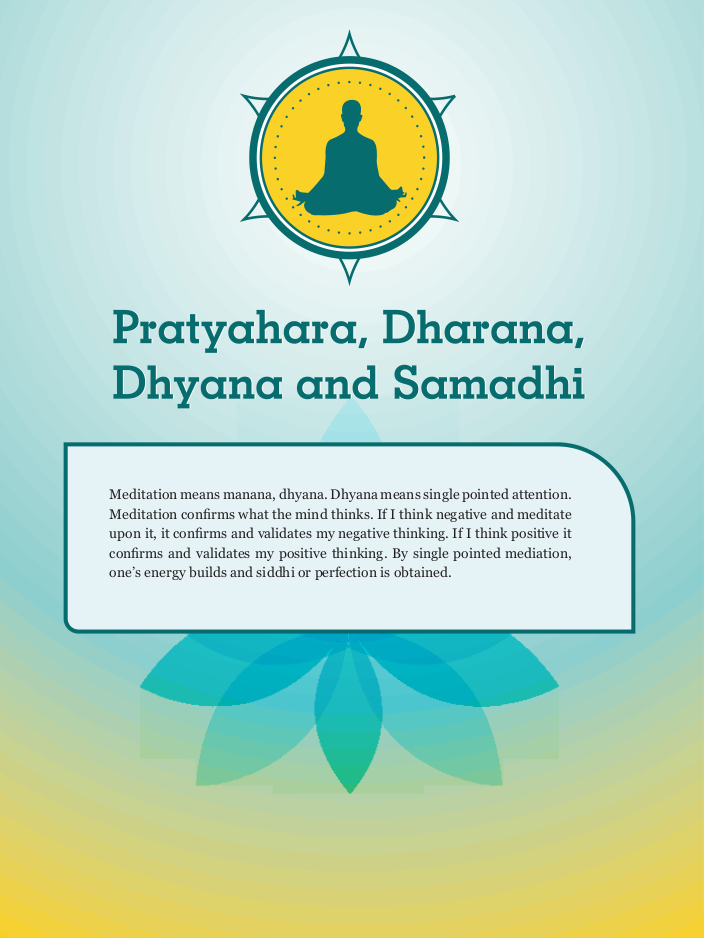 Pratyahara, Dharana,
Dhyana and Samadhi
Meditation means manana, dhyana. Dhyana means single pointed attention.
Meditation confirms what the mind thinks. If I think negative and meditate
upon it, it confirms and validates my negative thinking. If I think positive it
confirms and validates my positive thinking. By single pointed mediation,
one’s energy builds and siddhi or perfection is obtained.